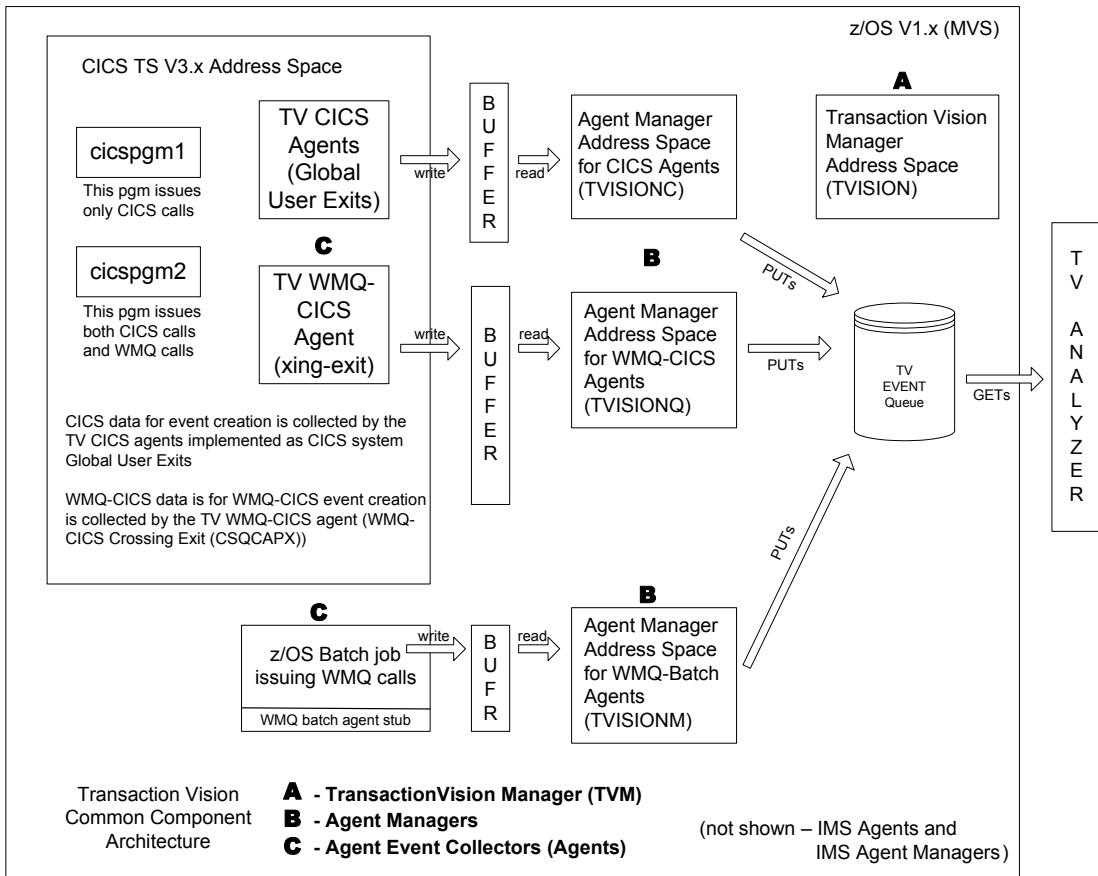 z/OS V1.x (MVS)
CICS TS V3.x Address Space
cicspgm1
This pgm issues
only CICS calls
cicspgm2
This pgm issues
both CICS calls
and WMQ calls
TV CICS
Agents
(Global
User Exits)
C
TV WMQ-
CICS
Agent
(xing-exit)
CICS data for event creation is collected by the
TV CICS agents implemented as CICS system
Global User Exits
WMQ-CICS data is for WMQ-CICS event creation
is collected by the TV WMQ-CICS agent (WMQ-
CICS Crossing Exit (CSQCAPX))
write
BUFFER
read
Agent Manager
Address Space
for CICS Agents
(TVISIONC)
A
Transaction Vision
Manager
Address Space
(TVISION)
B
write
BUFFER
read
Agent Manager
Address Space
for WMQ-CICS
Agents
(TVISIONQ)
PUTs
PUTs
TV
EVENT
Queue
GETs
TV ANALYZER
C
z/OS Batch job
issuing WMQ calls
WMQ batch agent stub
write
BUFR
read
B
Agent Manager
Address Space
for WMQ-Batch
Agents
(TVISIONM)
PUTs
Transaction Vision
Common Component
Architecture
A - TransactionVision Manager (TVM)
B - Agent Managers
C - Agent Event Collectors (Agents)
(not shown – IMS Agents and
IMS Agent Managers)